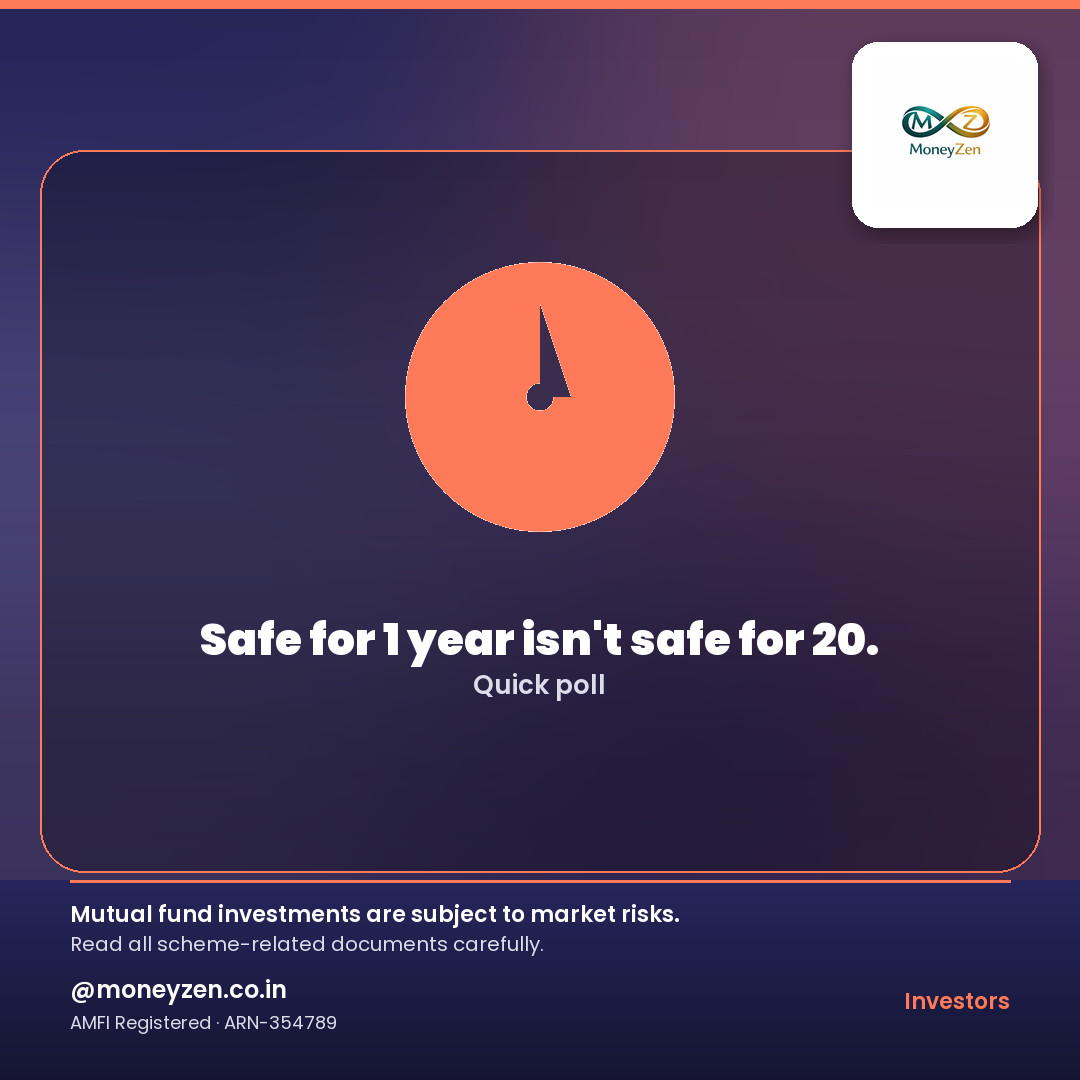 MZ
MoneyZen
Safe for 1 year isn't safe for 20.
Quick poll
Mutual fund investments are subject to market risks.
Read all scheme-related documents carefully.
@moneyzen.co.in
AMFI Registered · ARN-354789
Investors